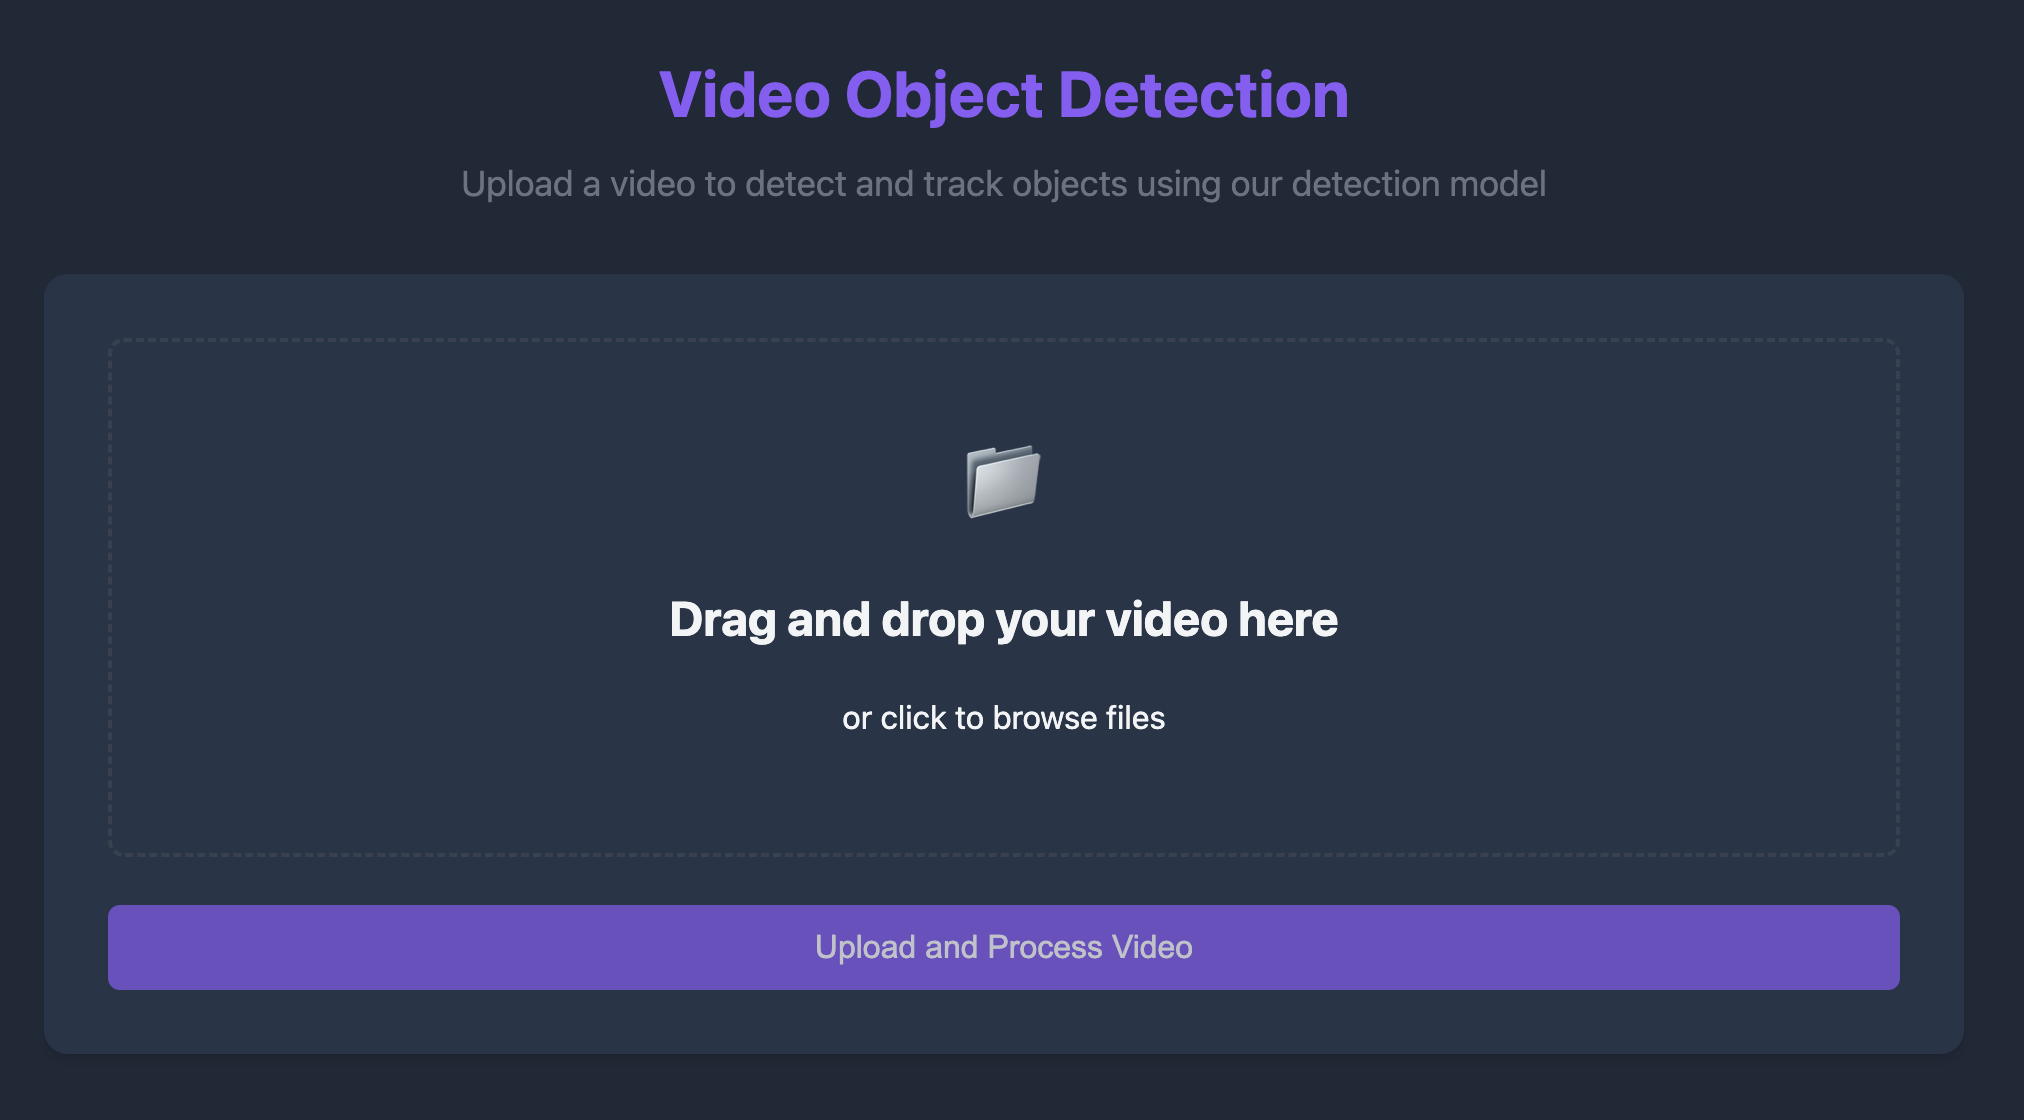 Video Object Detection
Upload a video to detect and track objects using our detection model
Drag and drop your video here
or click to browse files
Upload and Process Video